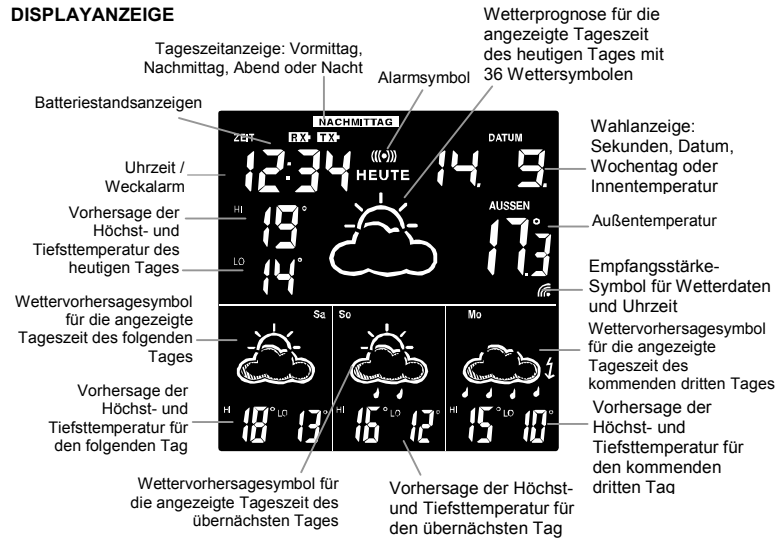 DISPLAYANZEIGE
Wetterprognose für die
angezeigte Tageszeit
des heutigen Tages mit
36 Wettersymbolen
Tageszeitanzeige: Vormittag,
Nachmittag, Abend oder Nacht
Alarmsymbol
Batteriestandsanzeigen
NACHMITTAG
ZEIT
RX
TX
DATUM
12:34
HEUTE
14. 9.
Wahlanzeige:
Sekunden, Datum,
Wochentag oder
Innentemperatur
Uhrzeit /
Weckalarm
HI
19°
LO
14°
AUSSEN
17.3°
Vorhersage der
Höchst- und
Tiefsttemperatur des
heutigen Tages
Außentemperatur
Empfangsstärke-
Symbol für Wetterdaten
und Uhrzeit
Wettervorhersagesymbol
für die angezeigte
Tageszeit des folgenden
Tages
Sa
So
Mo
Wettervorhersagesymbol
für die angezeigte
Tageszeit des
kommenden dritten Tages
Vorhersage der
Höchst- und
Tiefsttemperatur für
den folgenden Tag
HI 18° LO 13°
HI 16° LO 12°
HI 15° LO 10°
Vorhersage der
Höchst- und
Tiefsttemperatur für
den kommenden
dritten Tag
Wettervorhersagesymbol für
die angezeigte Tageszeit des
übernächsten Tages
Vorhersage der Höchst-
und Tiefsttemperatur für
den übernächsten Tag